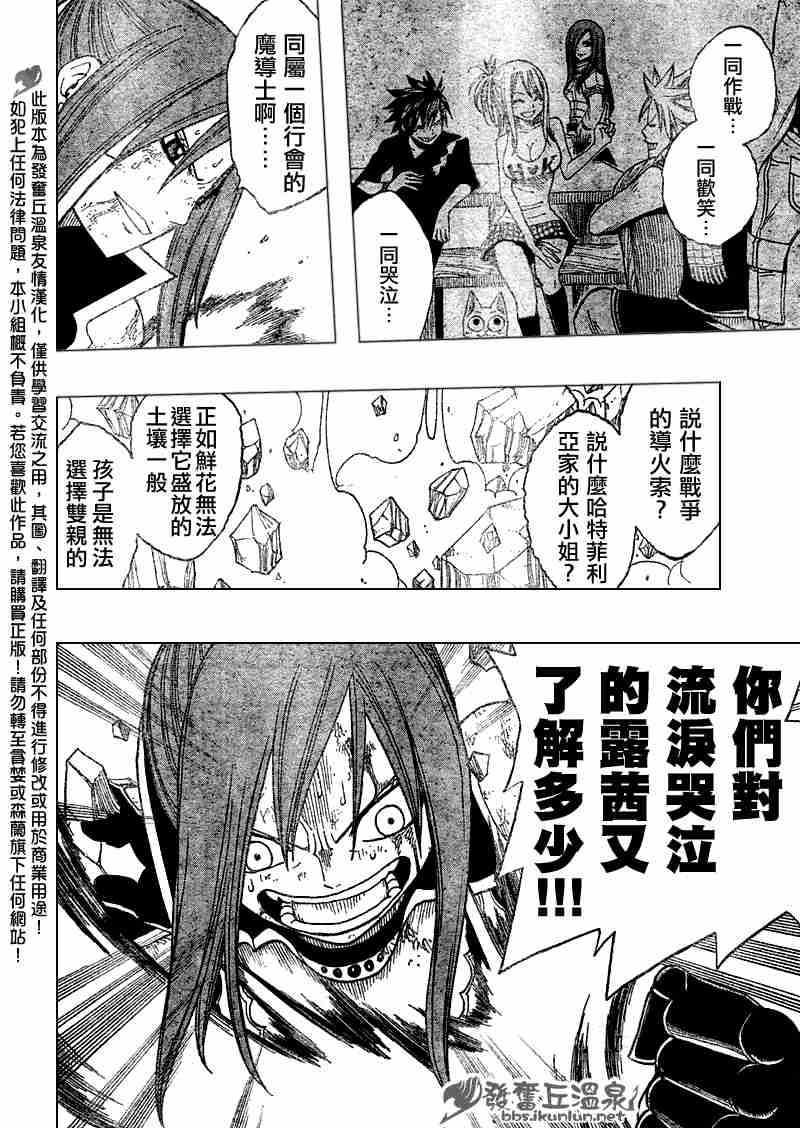 一同作戰…
一同歡笑…
一同哭泣…
同屬一個行會的
魔導士啊……
說什麼戰爭
的導火索？
說什麼哈特菲利
亞家的大小姐？
正如鮮花無法
選擇它盛放的
土壤一般
孩子是無法
選擇雙親的
你們對
流淚哭泣
的露茜又
了解多少!!!
此版本為發奮丘溫泉友情漢化，僅供學習交流之用，其圖、翻譯及任何部份不得進行修改或用於商業用途！
如犯上任何法律問題，本小組概不負責。若您喜歡此作品，請購買正版！請勿轉至貪婪或森蘭旗下任何網站！
發奮丘溫泉
bbs.ikunlun.net